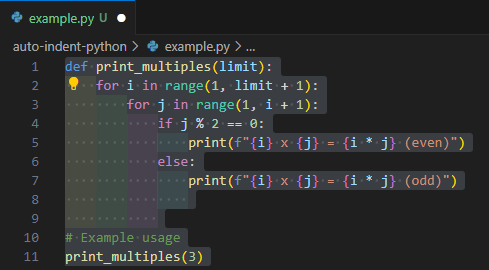 example.py U
auto-indent-python > example.py > ...
1 def print_multiples(limit):
2     for i in range(1, limit + 1):
3         for j in range(1, i + 1):
4             if j % 2 == 0:
5                 print(f"{i} x {j} = {i * j} (even)")
6             else:
7                 print(f"{i} x {j} = {i * j} (odd)")
8
9
10 # Example usage
11 print_multiples(3)